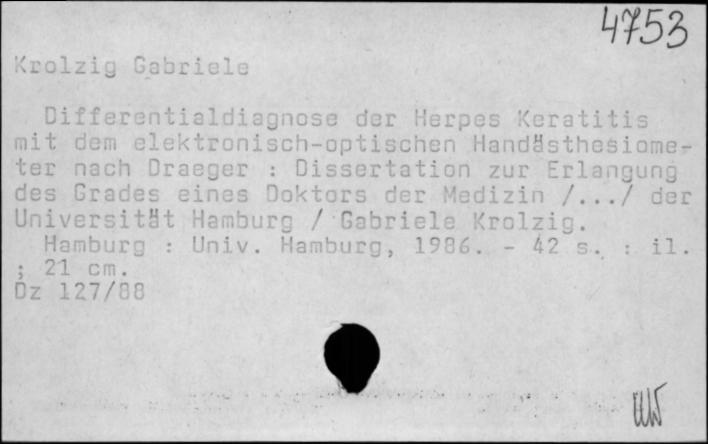 4753
Krolzig Gabriele
Differentialdiagnose der Herpes Keratitis
mit dem elektronisch-optischen Handästhesiome-
ter nach Draeger : Dissertation zur Erlangung
des Grades eines Doktors der Medizin /.../ der
Universität Hamburg / Gabriele Krolzig.
Hamburg : Univ. Hamburg, 1986. - 42 s. : il.
; 21 cm.
Dz 127/88